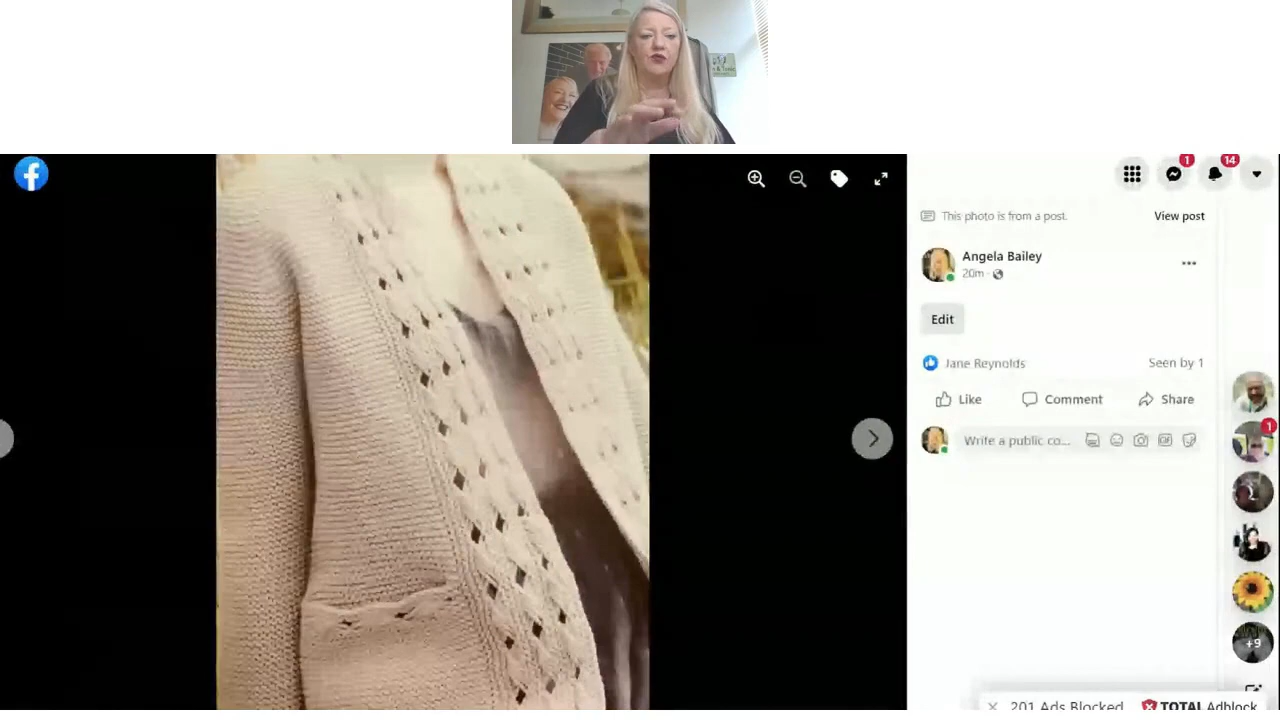 1
14
This photo is from a post.
View post
Angela Bailey
20m
Edit
Jane Reynolds
Seen by 1
Like
Comment
Share
Write a public co...
GIF
1
+9
201 Ads Blocked
TOTAL Adblock